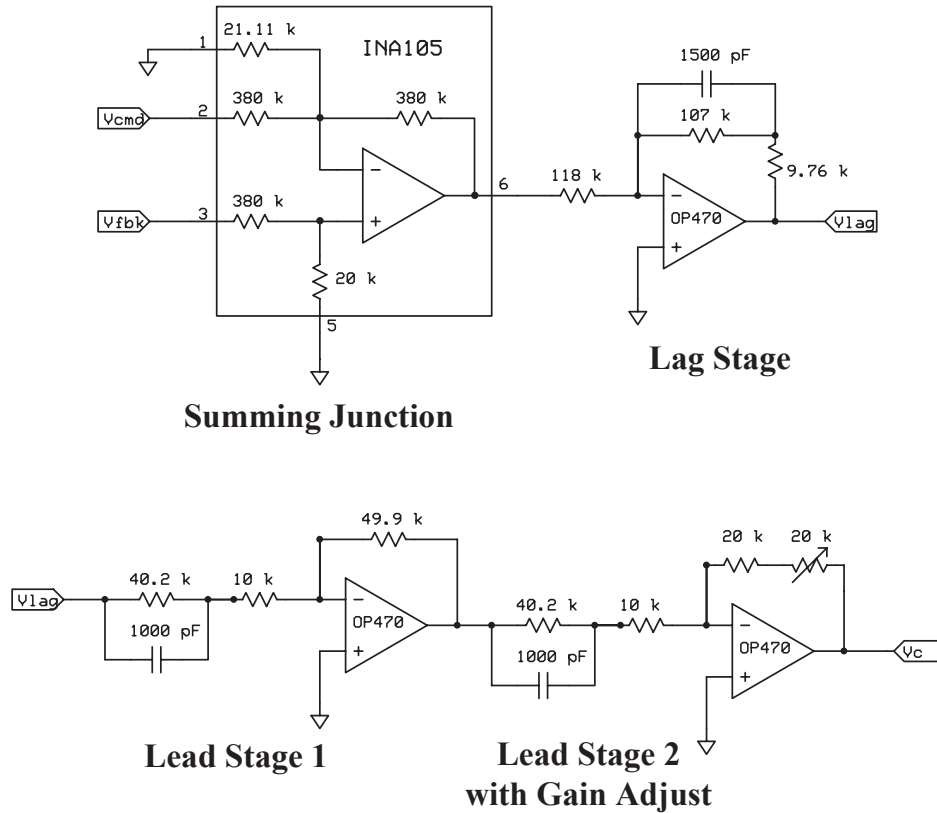 21.11 k
1
INA105
380 k
380 k
Vcmd
2
−
6
118 k
1500 pF
107 k
9.76 k
−
OP470
+
Vlag
380 k
Vfbk
3
+
20 k
5
Lag Stage
Summing Junction
49.9 k
40.2 k
10 k
Vlag
1000 pF
−
OP470
+
20 k
20 k
40.2 k
10 k
1000 pF
−
OP470
+
Vc
Lead Stage 1
Lead Stage 2
with Gain Adjust